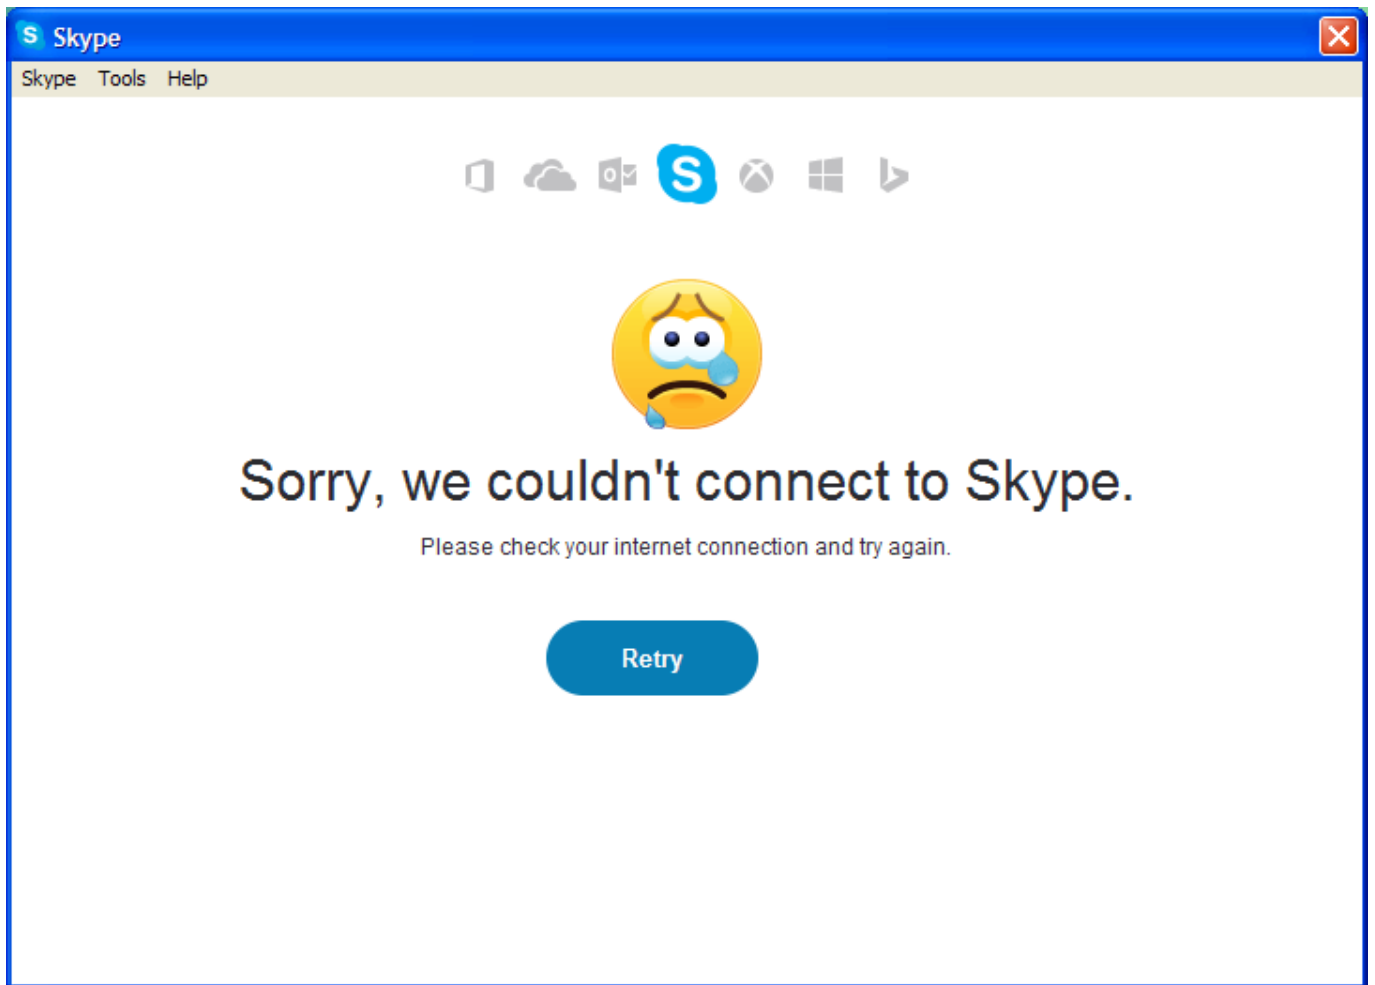 Skype
Skype Tools Help
Sorry, we couldn't connect to Skype.
Please check your internet connection and try again.
Retry